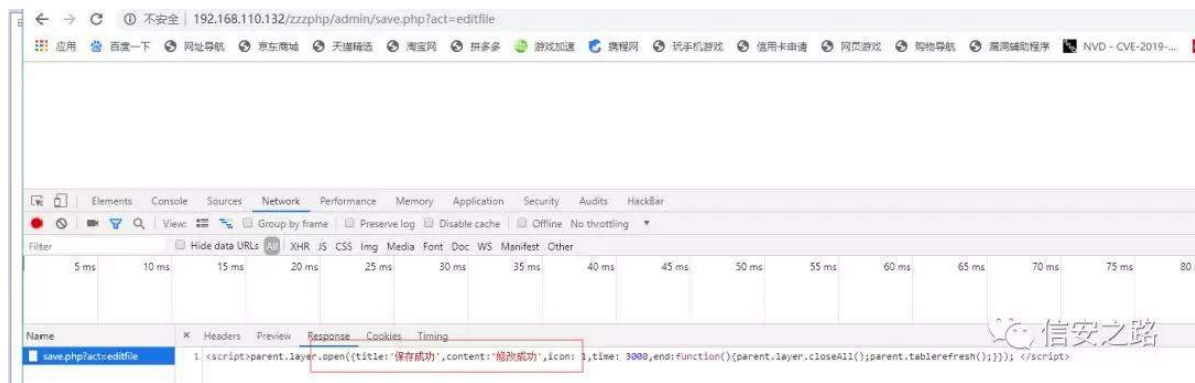 不安全 | 192.168.110.132/zzzphp/admin/save.php?act=editfile
应用 百度一下 网址导航 京东商城 天猫精选 淘宝网 拼多多 游戏加速 携程网 玩手机游戏 信用卡申请 网页游戏 购物导航 漏洞辅助程序 NVD - CVE-2019-...
Elements Console Sources Network Performance Memory Application Security Audits HackBar
View: Group by frame Preserve log Disable cache Offline No throttling
Filter Hide data URLs All XHR JS CSS Img Media Font Doc WS Manifest Other
5 ms 10 ms 15 ms 20 ms 25 ms 30 ms 35 ms 40 ms 45 ms 50 ms 55 ms 60 ms 65 ms 70 ms 75 ms 80
Name × Headers Preview Response Cookies Timing
save.php?act=editfile 1 <script>parent.layer.open({title:'保存成功',content:'修改成功',icon: 1,time: 3000,end:function(){parent.layer.closeAll();parent.tablerefresh();}}); </script>
信安之路